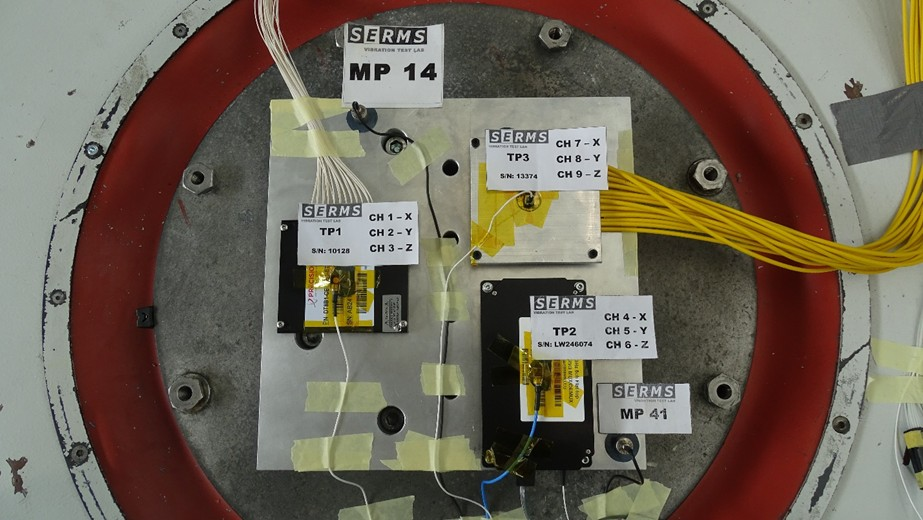 SERMS
VIBRATION TEST LAB
MP 14
SERMS
VIBRATION TEST LAB
TP3
S/N: 13374
CH 7 – X
CH 8 – Y
CH 9 – Z
SERMS
VIBRATION TEST LAB
TP1
S/N: 10128
CH 1 – X
CH 2 – Y
CH 3 – Z
SERMS
VIBRATION TEST LAB
TP2
S/N: LW246074
CH 4 - X
CH 5 - Y
CH 6 - Z
SERMS
VIBRATION TEST LAB
MP 41